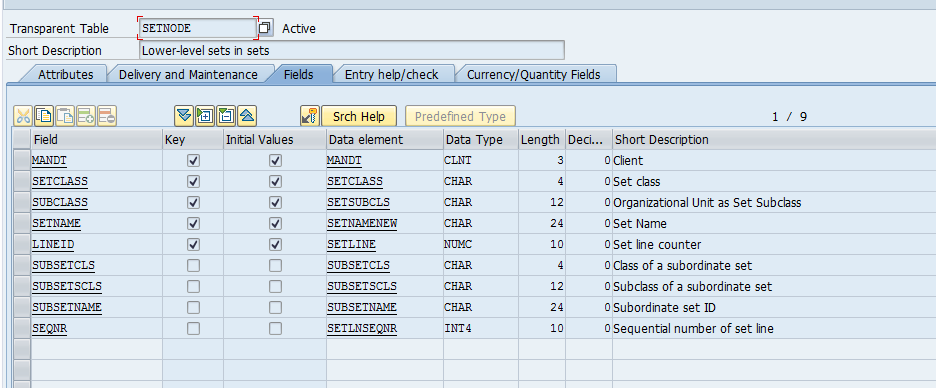 Transparent Table SETNODE Active
Short Description Lower-level sets in sets
Attributes Delivery and Maintenance Fields Entry help/check Currency/Quantity Fields
Srch Help Predefined Type 1 / 9
Field Key Initial Values Data element Data Type Length Deci... Short Description
MANDT MANDT CLNT 3 0 Client
SETCLASS SETCLASS CHAR 4 0 Set class
SUBCLASS SETSUBCLS CHAR 12 0 Organizational Unit as Set Subclass
SETNAME SETNAMENEW CHAR 24 0 Set Name
LINEID SETLINE NUMC 10 0 Set line counter
SUBSETCLS SUBSETCLS CHAR 4 0 Class of a subordinate set
SUBSETSCLS SUBSETSCLS CHAR 12 0 Subclass of a subordinate set
SUBSETNAME SUBSETNAME CHAR 24 0 Subordinate set ID
SEQNR SETLNSEQNR INT4 10 0 Sequential number of set line